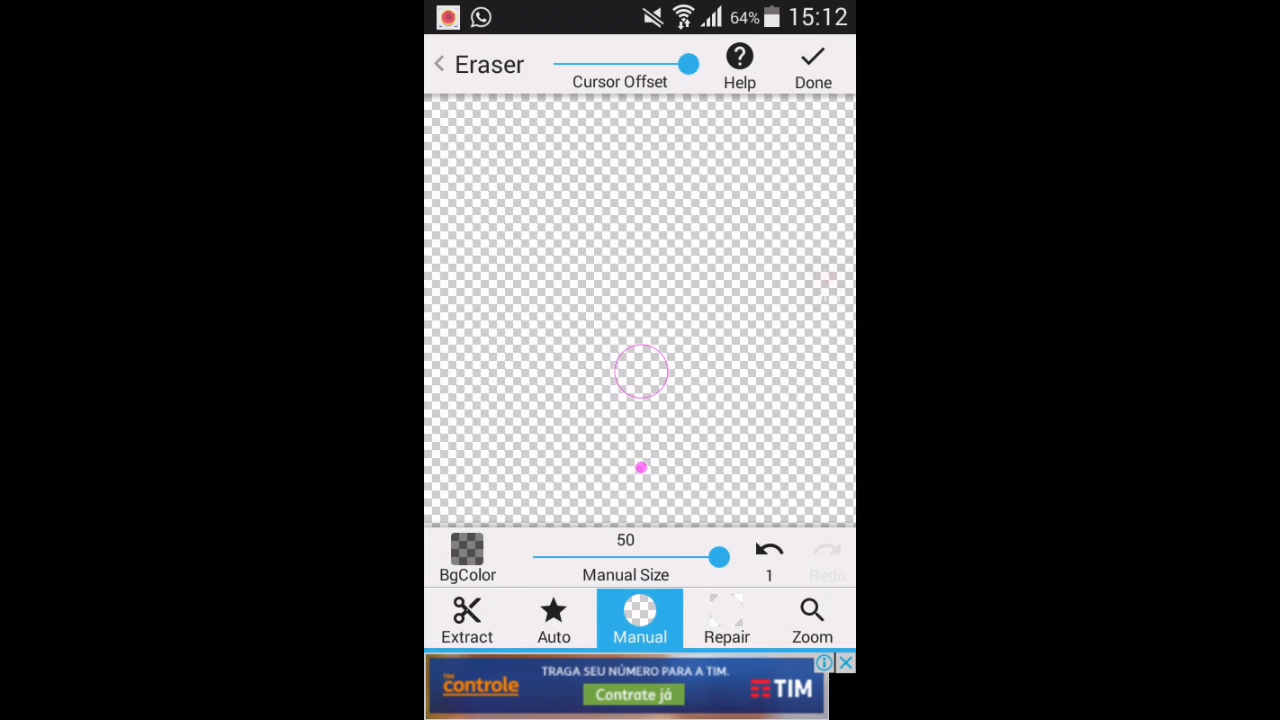 64% 15:12
Eraser
Cursor Offset
Help
Done
50
BgColor
Manual Size
1
Redo
Extract
Auto
Manual
Repair
Zoom
TIM
controle
TRAGA SEU NÚMERO PARA A TIM.
Contrate já
TIM